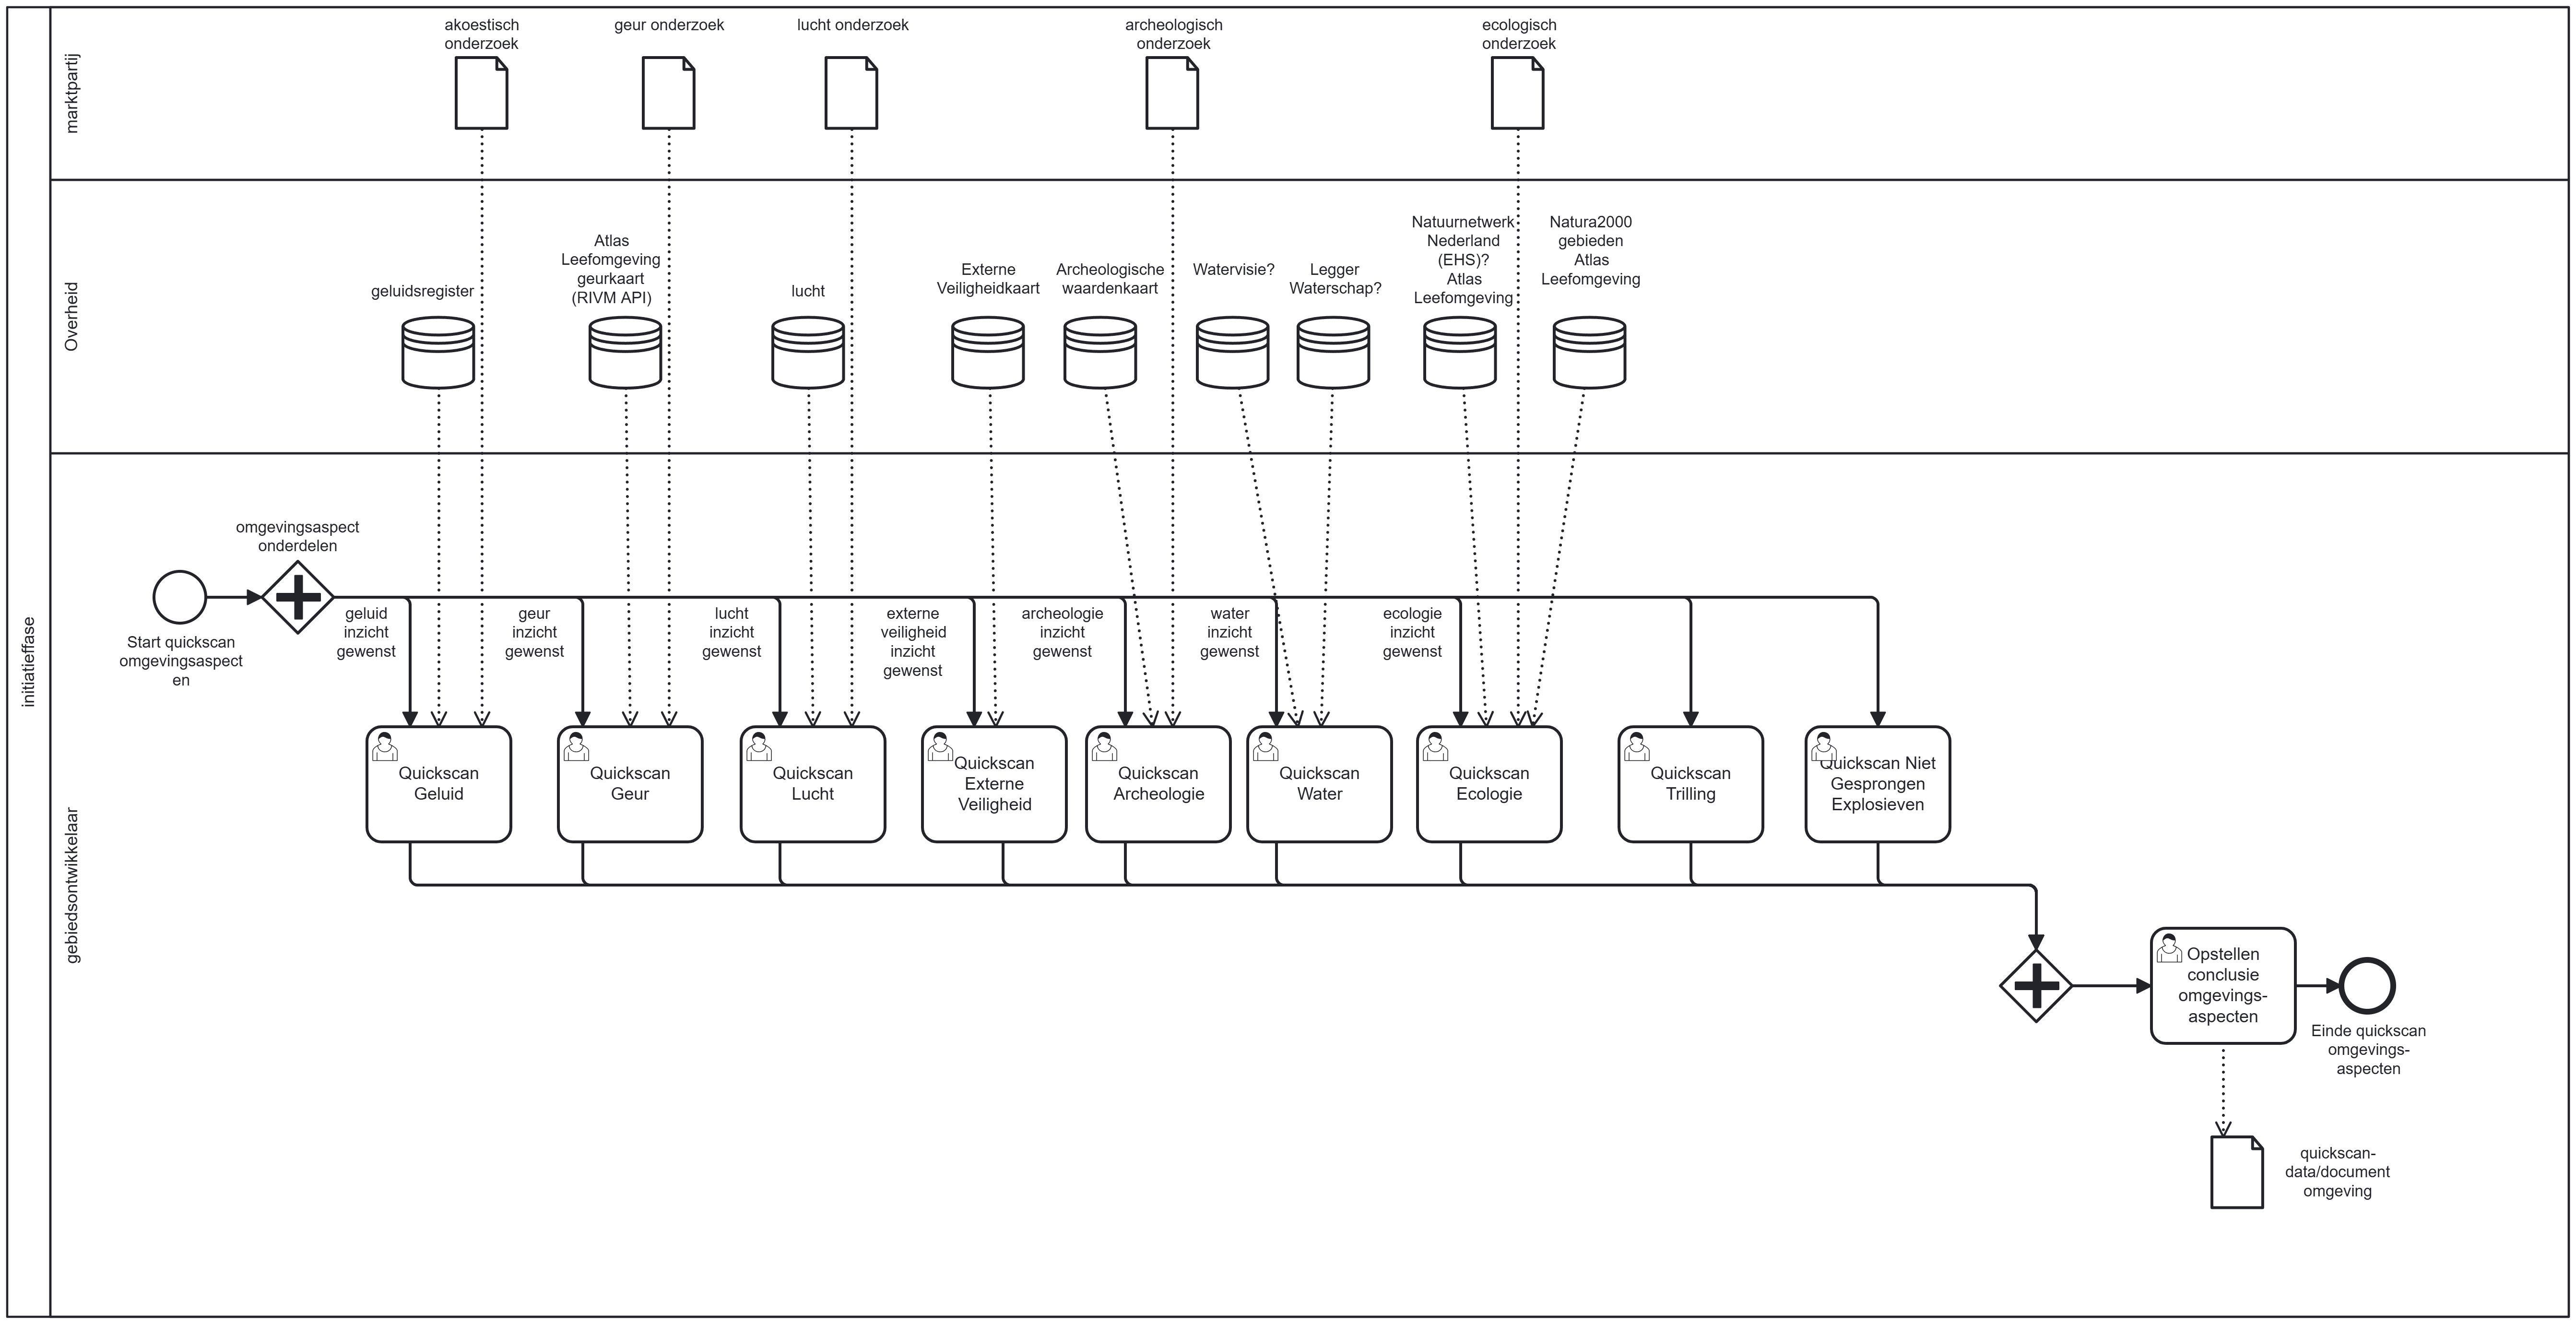 initiatieffase
marktpartij
akoestisch
onderzoek
geur onderzoek
lucht onderzoek
archeologisch
onderzoek
ecologisch
onderzoek
Overheid
geluidsregister
Atlas
Leefomgeving
geurkaart
(RIVM API)
lucht
Externe
Veiligheidkaart
Archeologische
waardenkaart
Watervisie?
Legger
Waterschap?
Natuurnetwerk
Nederland
(EHS)?
Atlas
Leefomgeving
Natura2000
gebieden
Atlas
Leefomgeving
gebiedsontwikkelaar
Start quickscan
omgevingsaspect
en
omgevingsaspect
onderdelen
geluid
inzicht
gewenst
geur
inzicht
gewenst
lucht
inzicht
gewenst
externe
veiligheid
inzicht
gewenst
archeologie
inzicht
gewenst
water
inzicht
gewenst
ecologie
inzicht
gewenst
Quickscan
Geluid
Quickscan
Geur
Quickscan
Lucht
Quickscan
Externe
Veiligheid
Quickscan
Archeologie
Quickscan
Water
Quickscan
Ecologie
Quickscan
Trilling
Quickscan Niet
Gesprongen
Explosieven
Opstellen
conclusie
omgevings-
aspecten
Einde quickscan
omgevings-
aspecten
quickscan-
data/document
omgeving